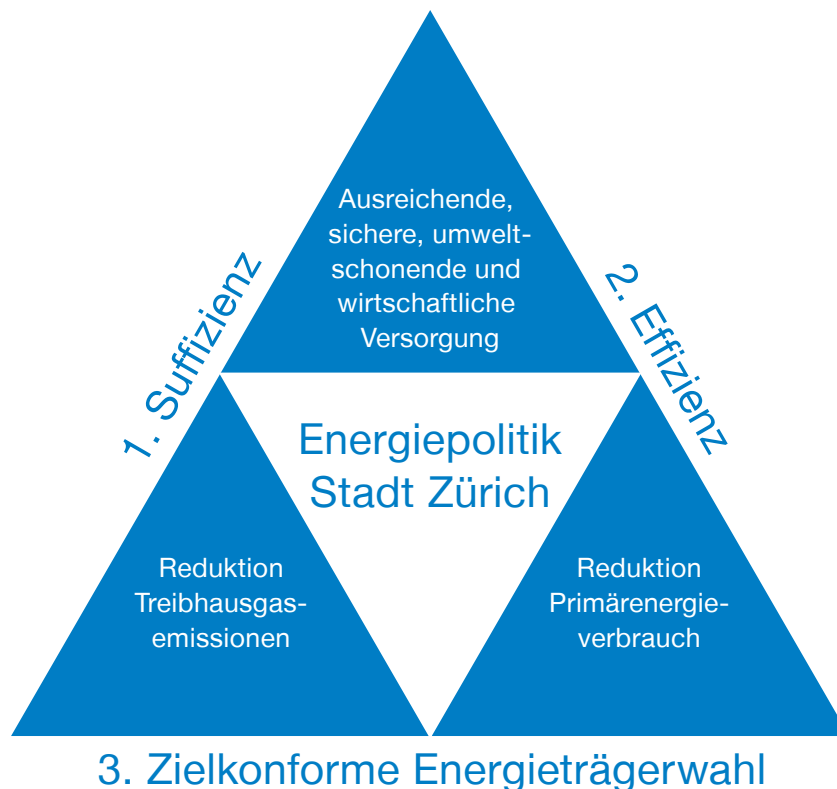 Ausreichende,
sichere, umwelt-
schonende und
wirtschaftliche
Versorgung
1. Suffizienz
2. Effizienz
Energiepolitik
Stadt Zürich
Reduktion
Treibhausgas-
emissionen
Reduktion
Primärenergie-
verbrauch
3. Zielkonforme Energieträgerwahl